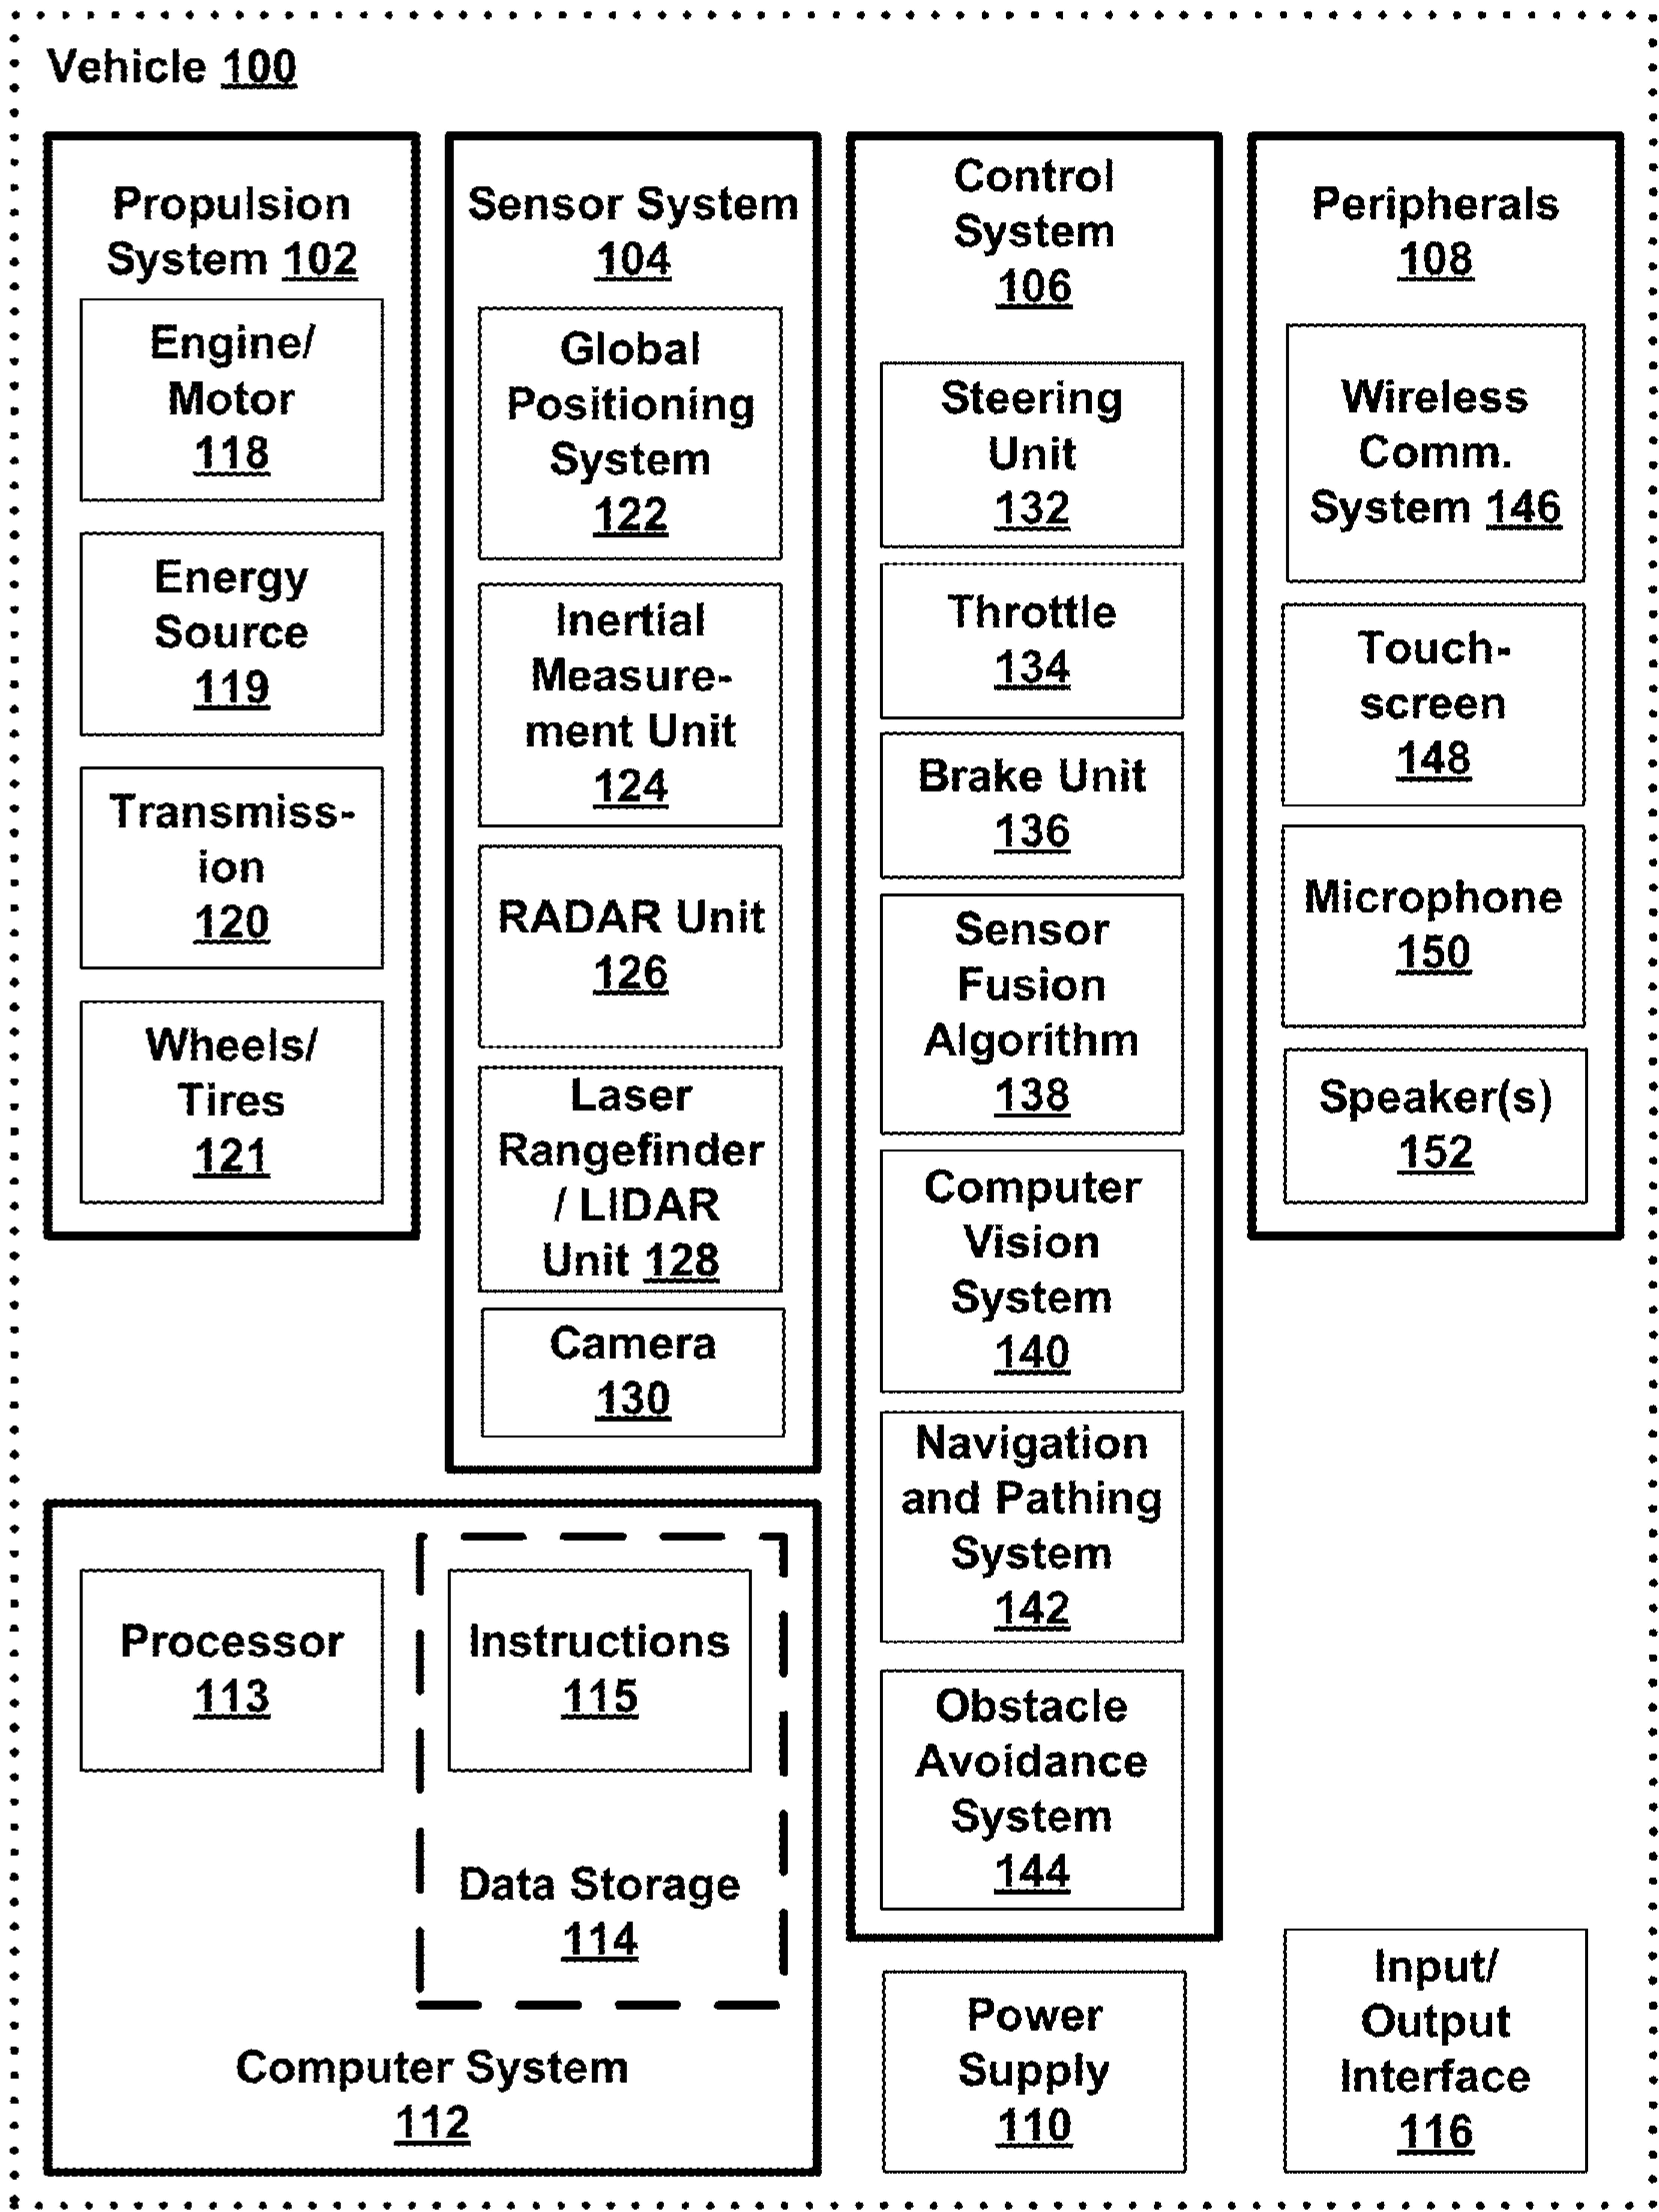 Vehicle 100
Propulsion
System 102
Engine/
Motor
118
Energy
Source
119
Transmiss-
ion
120
Wheels/
Tires
121
Sensor System
104
Global
Positioning
System
122
Inertial
Measure-
ment Unit
124
RADAR Unit
126
Laser
Rangefinder
/ LIDAR
Unit 128
Camera
130
Control
System
106
Steering
Unit
132
Throttle
134
Brake Unit
136
Sensor
Fusion
Algorithm
138
Computer
Vision
System
140
Navigation
and Pathing
System
142
Obstacle
Avoidance
System
144
Peripherals
108
Wireless
Comm.
System 146
Touch-
screen
148
Microphone
150
Speaker(s)
152
Processor
113
Instructions
115
Data Storage
114
Computer System
112
Power
Supply
110
Input/
Output
Interface
116